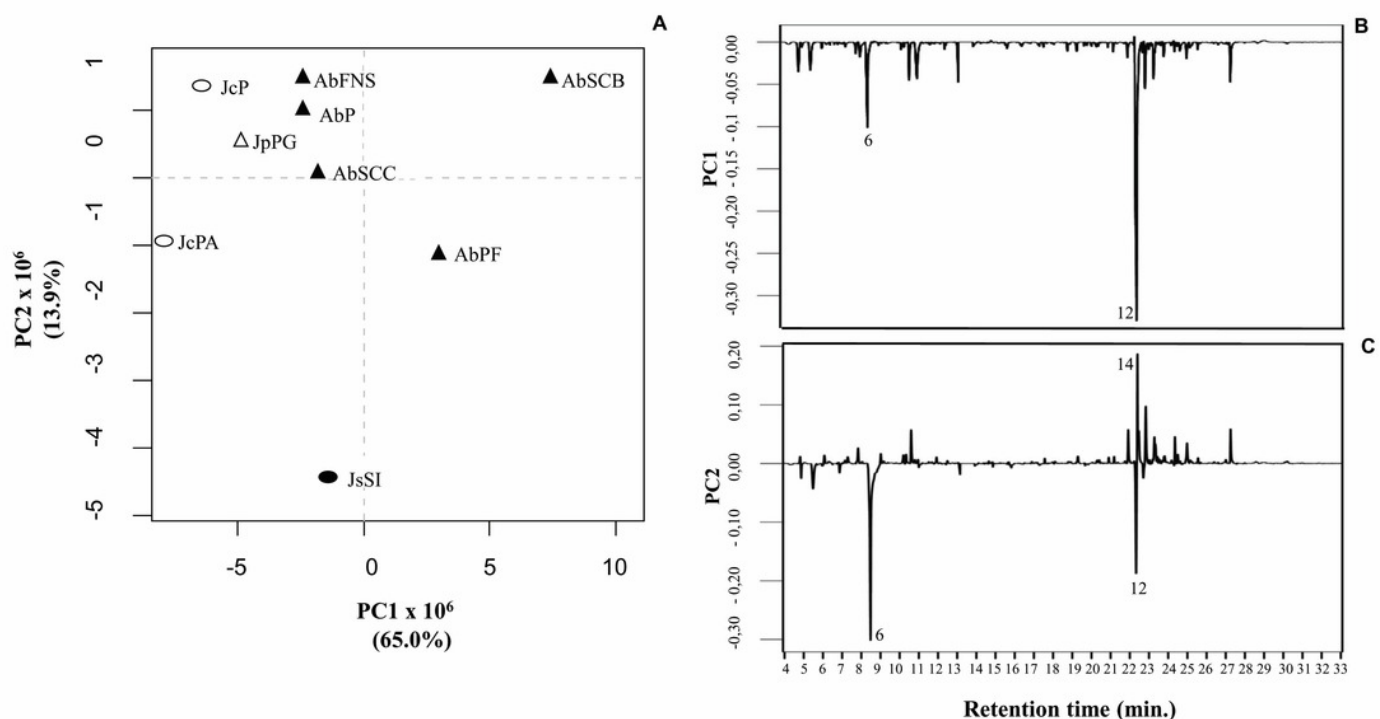 A
1
0
-1
-2
-3
-4
-5
PC2 x 10⁶
(13.9%)
JcP
AbFNS
AbSCB
AbP
JpPG
AbSCC
JcPA
AbPF
JsSI
-5
0
5
10
PC1 x 10⁶
(65.0%)
B
PC1
0,00
-0,05
-0,1
-0,15
-0,20
-0,25
-0,30
6
12
C
PC2
0,20
0,10
0,00
- 0,10
- 0,20
-0,30
14
12
6
4 5 6 7 8 9 10 11 12 13 14 15 16 17 18 19 20 21 22 23 24 25 26 27 28 29 30 31 32 33
Retention time (min.)